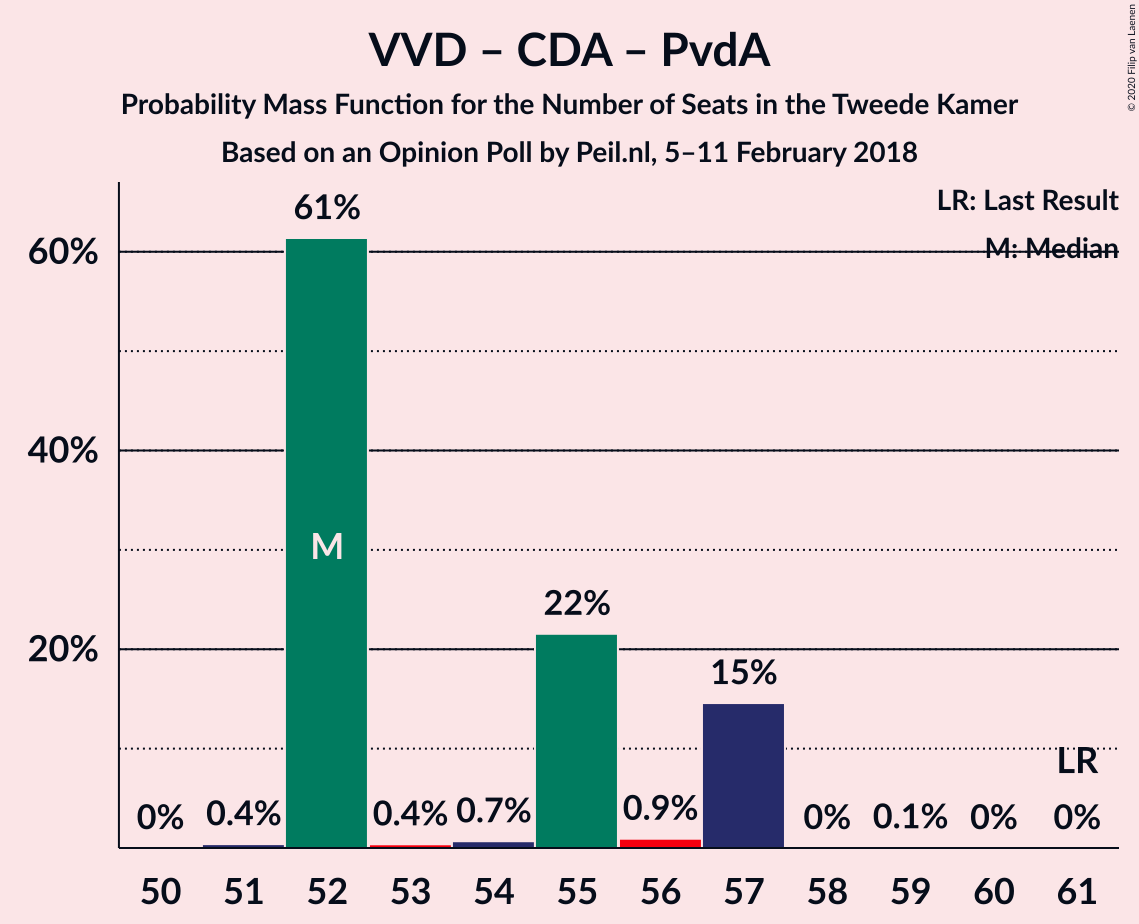 VVD – CDA – PvdA
Probability Mass Function for the Number of Seats in the Tweede Kamer
Based on an Opinion Poll by Peil.nl, 5–11 February 2018
© 2020 Filip van Laenen
LR: Last Result
M: Median
60%
40%
20%
61%
M
22%
15%
LR
0%
0.4%
0.4%
0.7%
0.9%
0%
0.1%
0%
0%
50 51 52 53 54 55 56 57 58 59 60 61